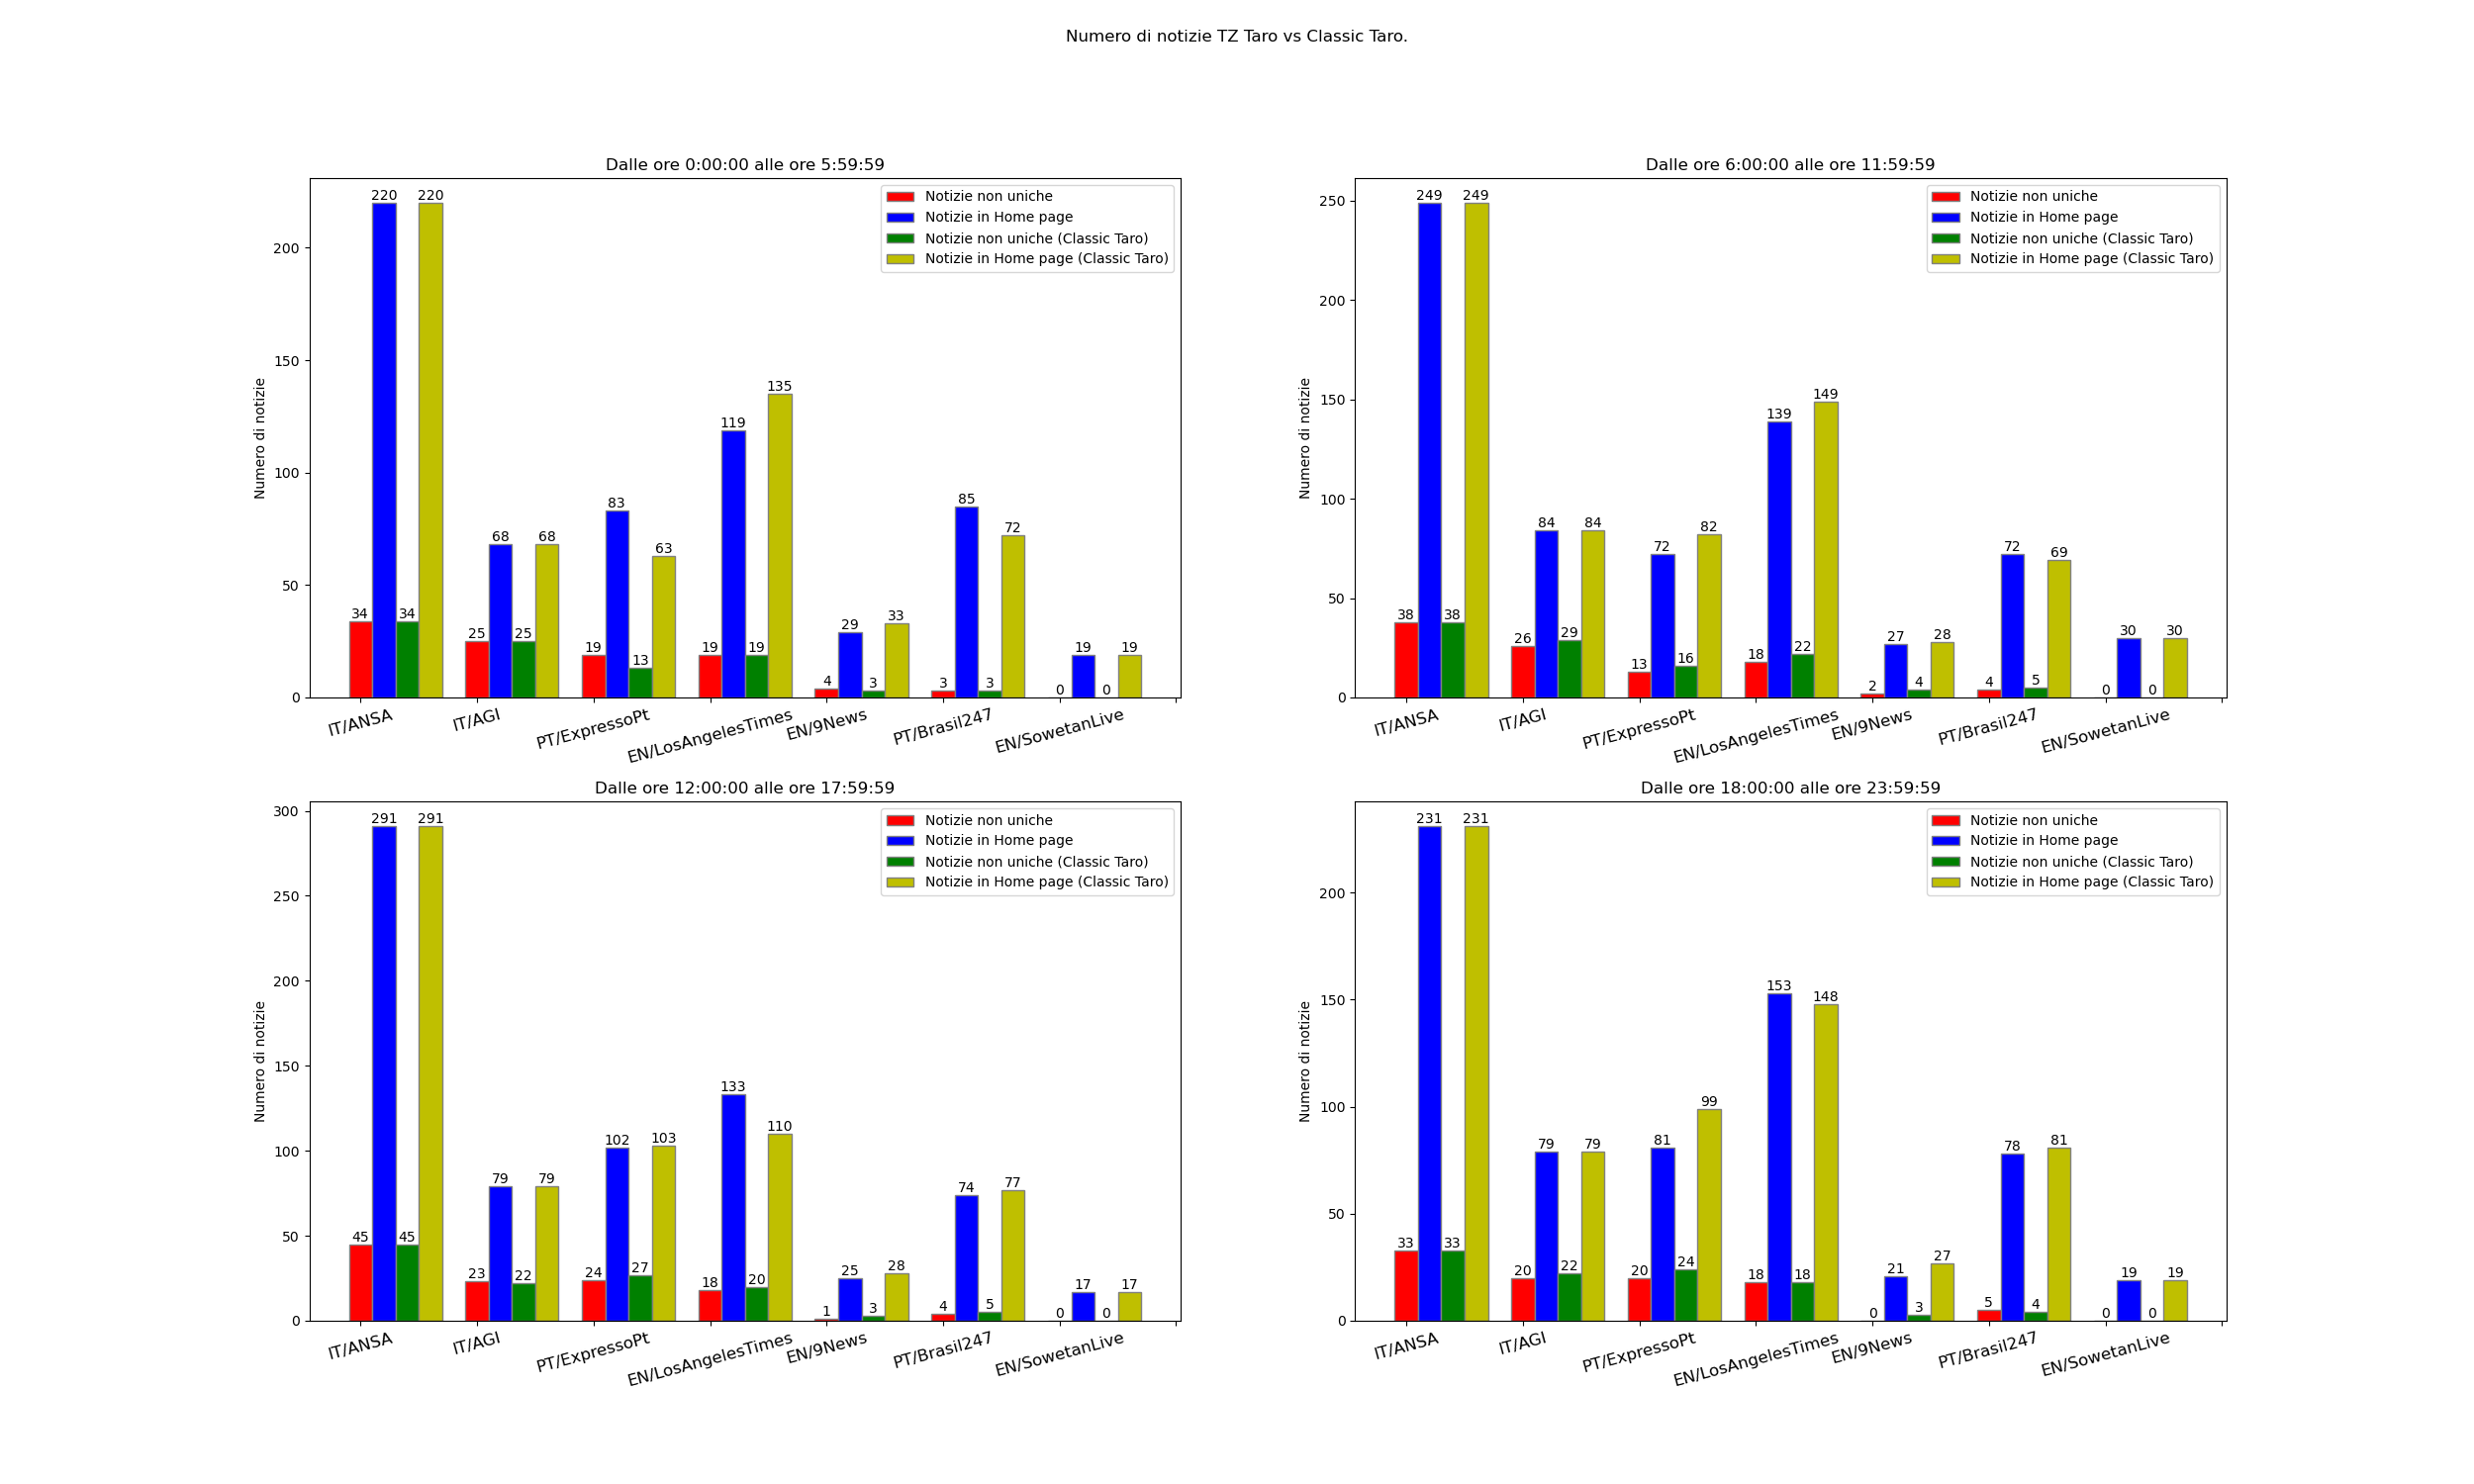 Numero di notizie TZ Taro vs Classic Taro.
Dalle ore 0:00:00 alle ore 5:59:59
Numero di notizie
0
50
100
150
200
220 220
68 68
83 63
119 135
29 33
85 72
19 19
34 34
25 25
19 13
19 19
4 3
3 3
0 0
Notizie non uniche
Notizie in Home page
Notizie non uniche (Classic Taro)
Notizie in Home page (Classic Taro)
IT/ANSA
IT/AGI
PT/ExpressoPt
EN/LosAngelesTimes
EN/9News
PT/Brasil247
EN/SowetanLive
Dalle ore 6:00:00 alle ore 11:59:59
Numero di notizie
0
50
100
150
200
250
249 249
84 84
72 82
139 149
27 28
72 69
30 30
38 38
26 29
13 16
18 22
2 4
4 5
0 0
Notizie non uniche
Notizie in Home page
Notizie non uniche (Classic Taro)
Notizie in Home page (Classic Taro)
IT/ANSA
IT/AGI
PT/ExpressoPt
EN/LosAngelesTimes
EN/9News
PT/Brasil247
EN/SowetanLive
Dalle ore 12:00:00 alle ore 17:59:59
Numero di notizie
0
50
100
150
200
250
300
291 291
79 79
102 103
133 110
25 28
74 77
17 17
45 45
23 22
24 27
18 20
1 3
4 5
0 0
Notizie non uniche
Notizie in Home page
Notizie non uniche (Classic Taro)
Notizie in Home page (Classic Taro)
IT/ANSA
IT/AGI
PT/ExpressoPt
EN/LosAngelesTimes
EN/9News
PT/Brasil247
EN/SowetanLive
Dalle ore 18:00:00 alle ore 23:59:59
Numero di notizie
0
50
100
150
200
231 231
79 79
81 99
153 148
21 27
78 81
19 19
33 33
20 22
20 24
18 18
0 3
5 4
0 0
Notizie non uniche
Notizie in Home page
Notizie non uniche (Classic Taro)
Notizie in Home page (Classic Taro)
IT/ANSA
IT/AGI
PT/ExpressoPt
EN/LosAngelesTimes
EN/9News
PT/Brasil247
EN/SowetanLive